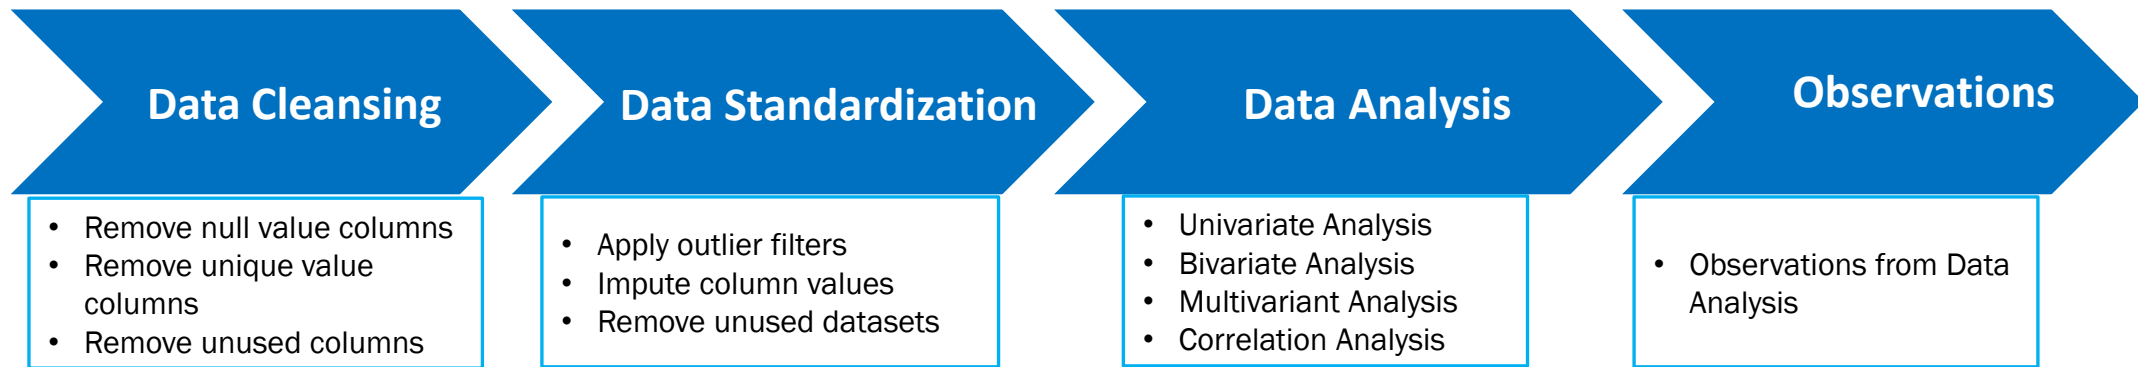 Data Cleansing
• Remove null value columns
• Remove unique value
columns
• Remove unused columns
Data Standardization
• Apply outlier filters
• Impute column values
• Remove unused datasets
Data Analysis
• Univariate Analysis
• Bivariate Analysis
• Multivariant Analysis
• Correlation Analysis
Observations
• Observations from Data
Analysis